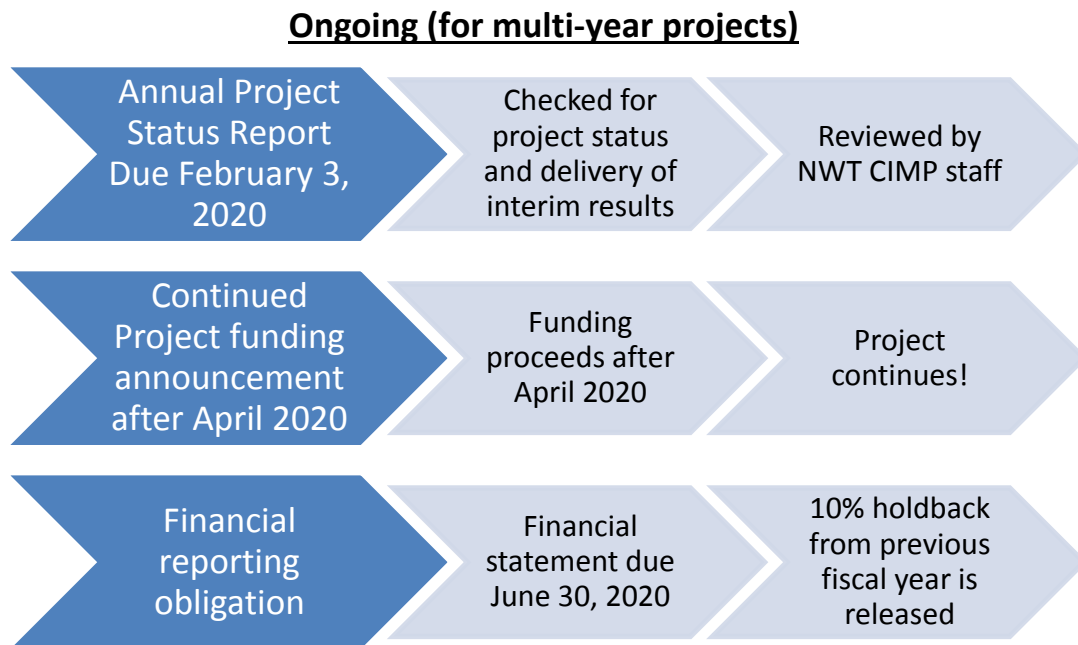 Ongoing (for multi-year projects)
Annual Project
Status Report
Due February 3,
2020
Checked for
project status
and delivery of
interim results
Reviewed by
NWT CIMP staff
Continued
Project funding
announcement
after April 2020
Funding
proceeds after
April 2020
Project
continues!
Financial
reporting
obligation
Financial
statement due
June 30, 2020
10% holdback
from previous
fiscal year is
released